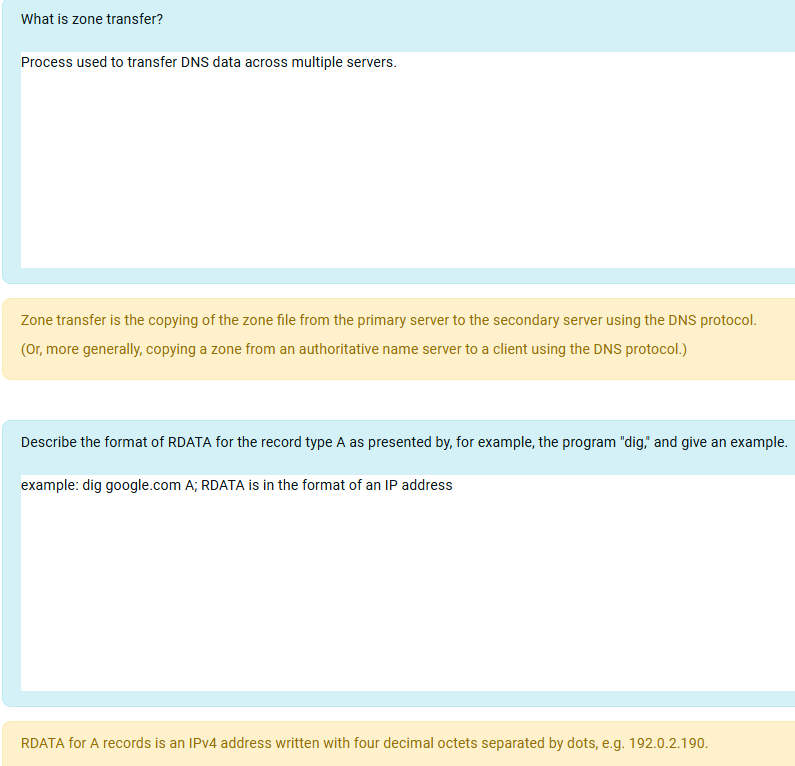 What is zone transfer?
Process used to transfer DNS data across multiple servers.
Zone transfer is the copying of the zone file from the primary server to the secondary server using the DNS protocol.
(Or, more generally, copying a zone from an authoritative name server to a client using the DNS protocol.)
Describe the format of RDATA for the record type A as presented by, for example, the program "dig," and give an example.
example: dig google.com A; RDATA is in the format of an IP address
RDATA for A records is an IPv4 address written with four decimal octets separated by dots, e.g. 192.0.2.190.